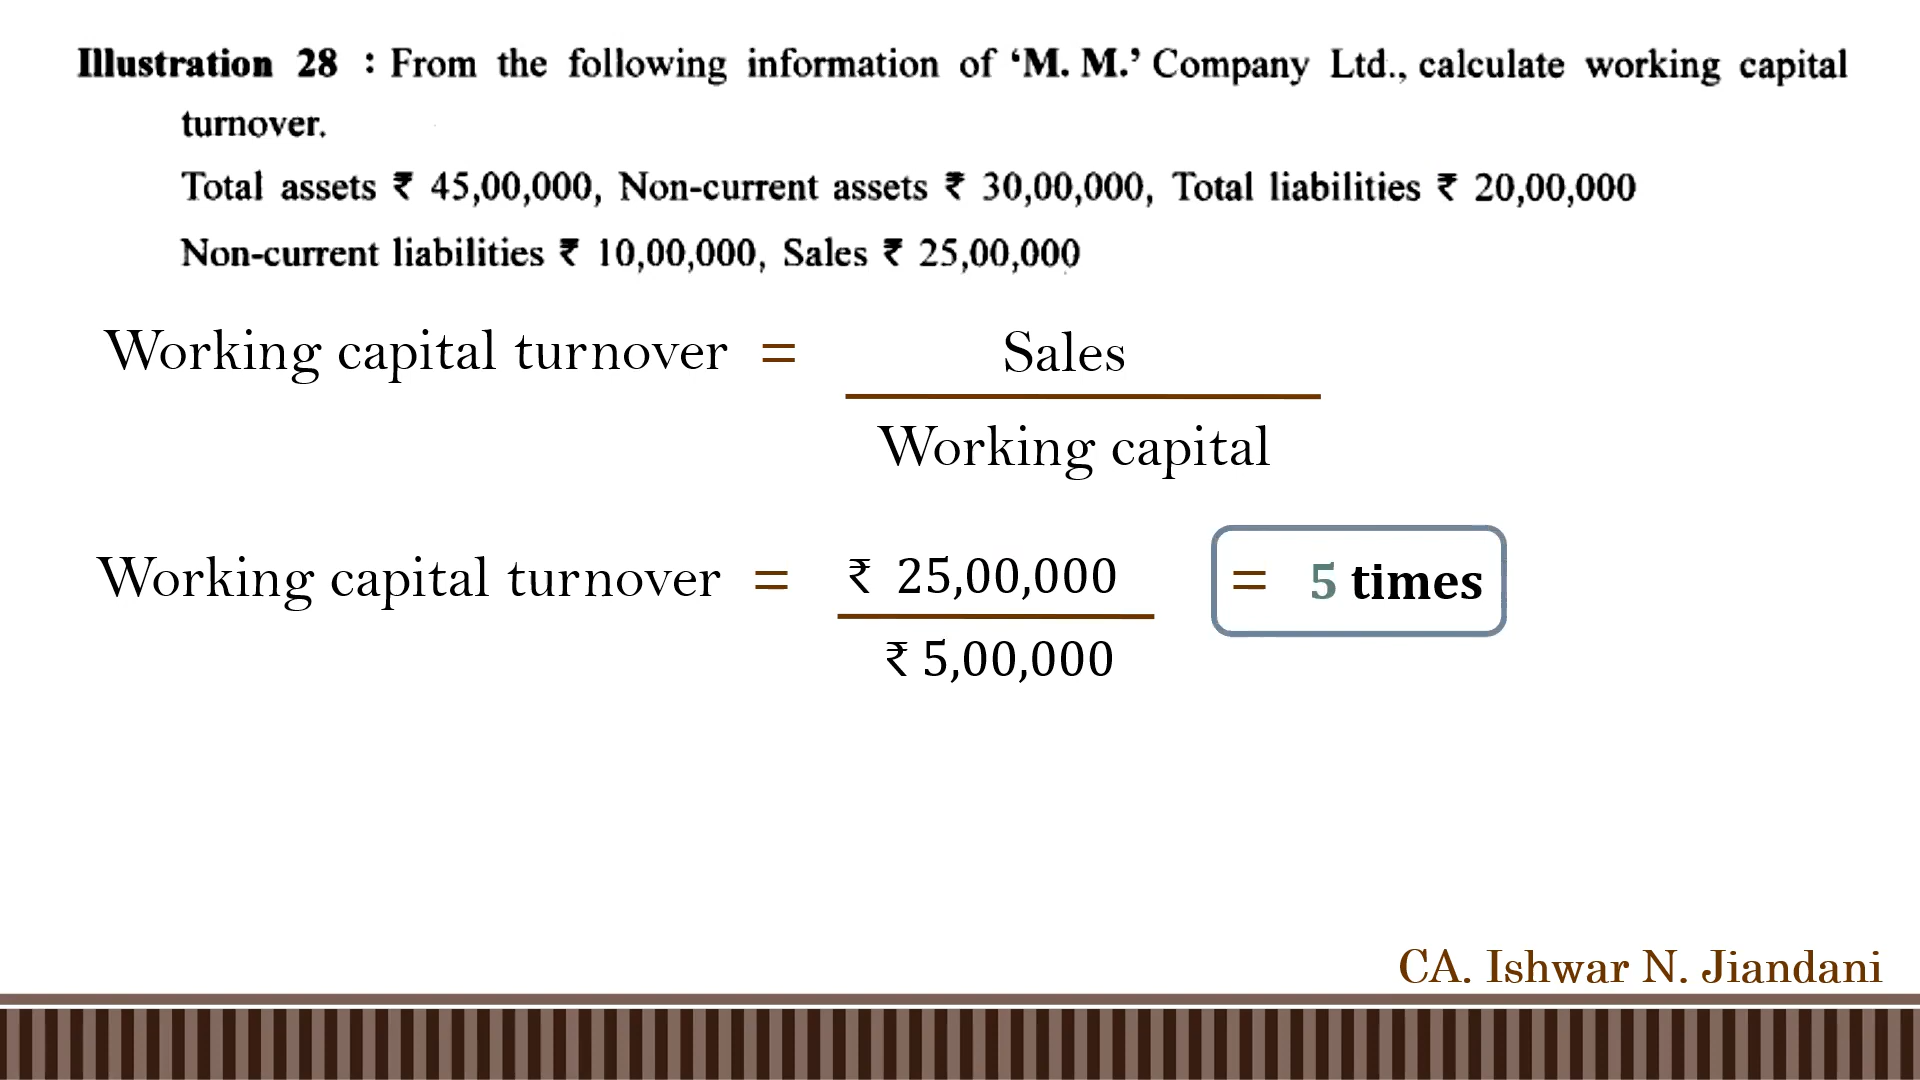 Illustration 28 : From the following information of ‘M. M.’ Company Ltd., calculate working capital
turnover.
Total assets ₹ 45,00,000, Non-current assets ₹ 30,00,000, Total liabilities ₹ 20,00,000
Non-current liabilities ₹ 10,00,000, Sales ₹ 25,00,000
Working capital turnover = Sales
Working capital
Working capital turnover = ₹ 25,00,000 = 5 times
₹ 5,00,000
CA. Ishwar N. Jiandani